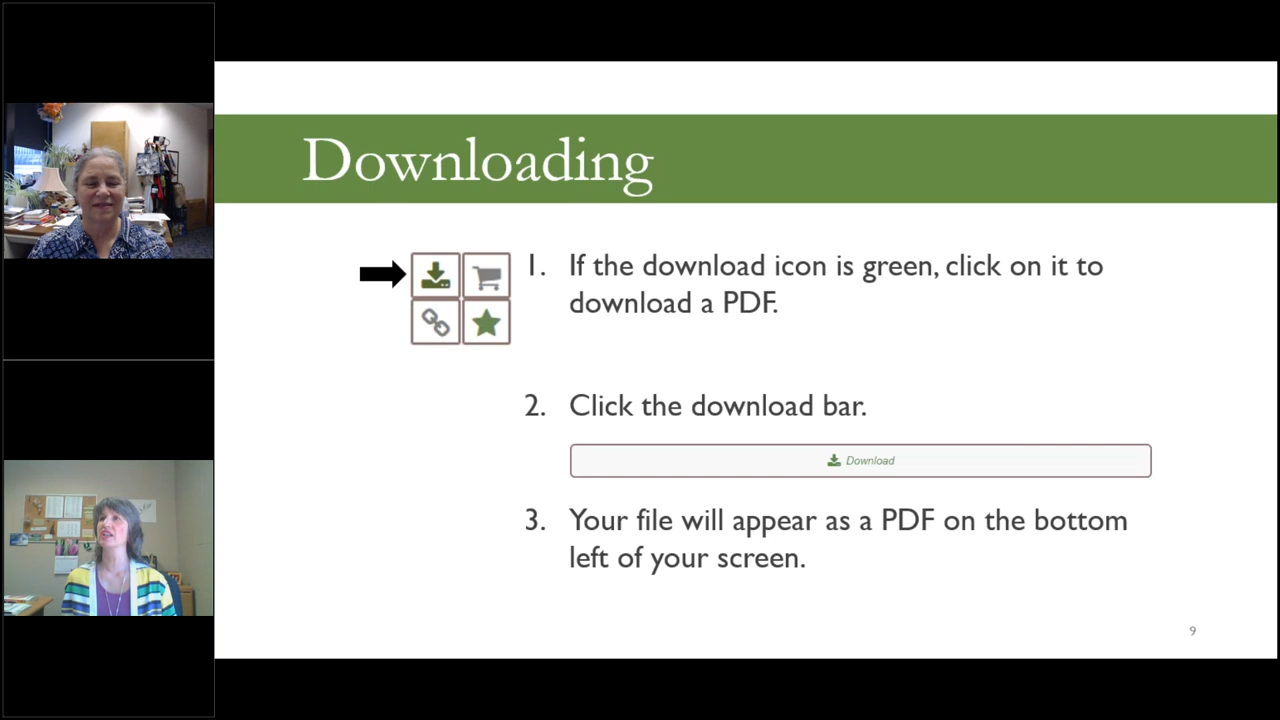 Downloading
1. If the download icon is green, click on it to
download a PDF.
2. Click the download bar.
Download
3. Your file will appear as a PDF on the bottom
left of your screen.
9